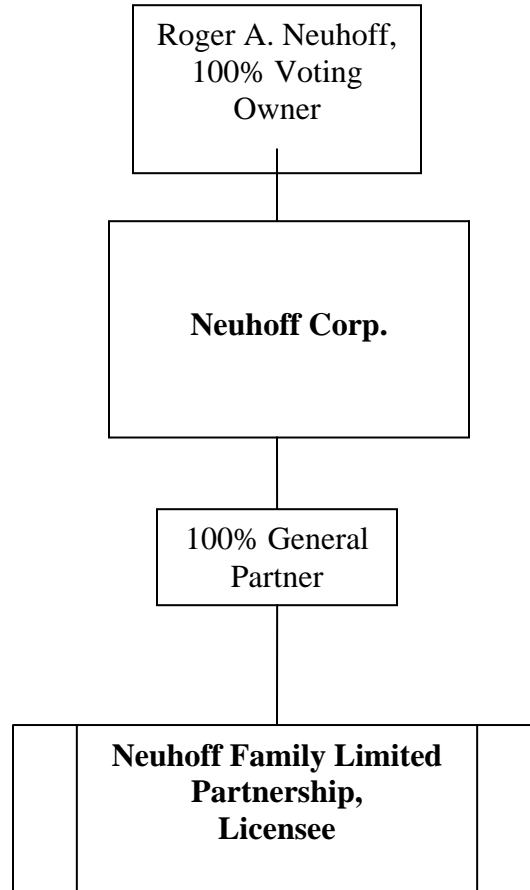 Roger A. Neuhoff,
100% Voting
Owner
Neuhoff Corp.
100% General
Partner
Neuhoff Family Limited
Partnership,
Licensee